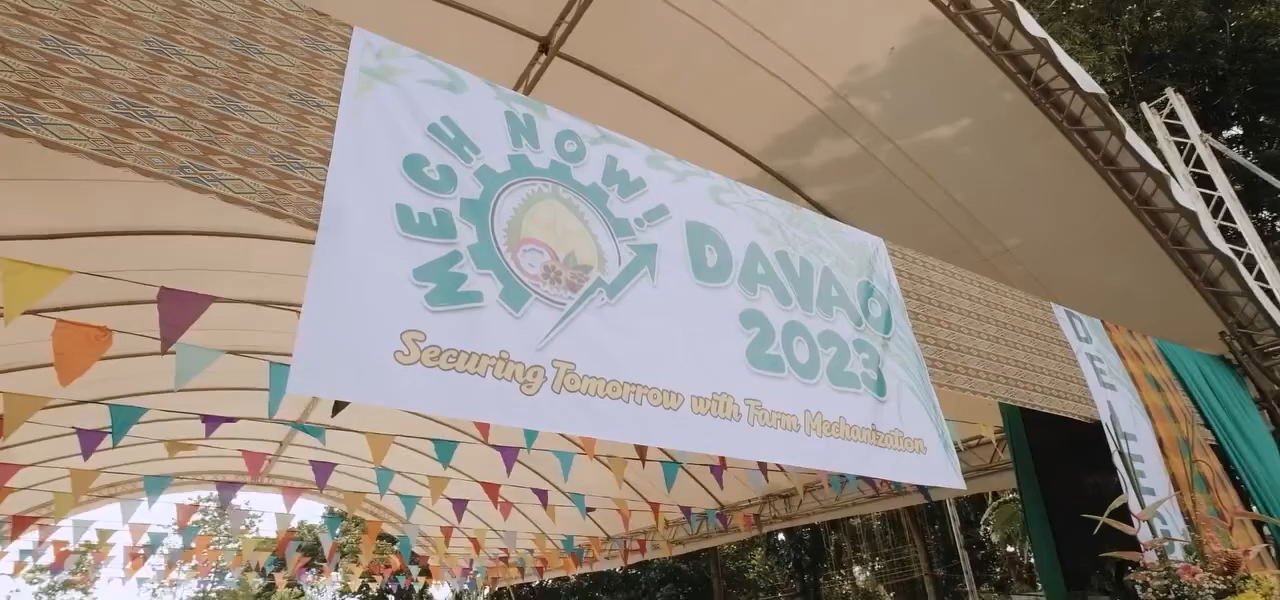 MECH NOW!
DAVAO
2023
Securing Tomorrow with Farm Mechanization